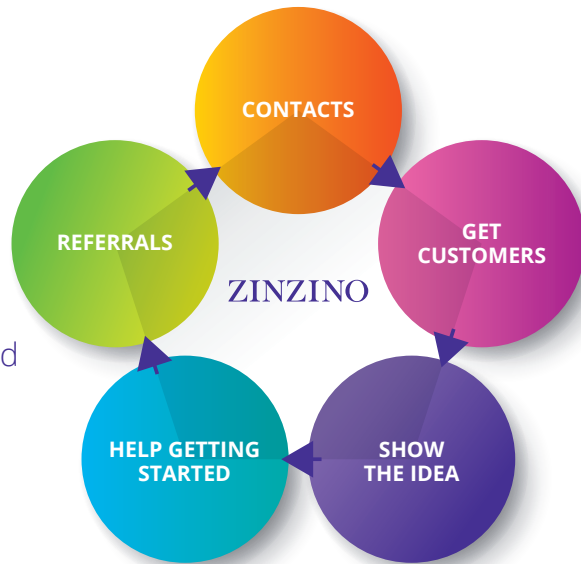 CONTACTS
GET
CUSTOMERS
REFERRALS
ZINZINO
d
HELP GETTING
STARTED
SHOW
THE IDEA